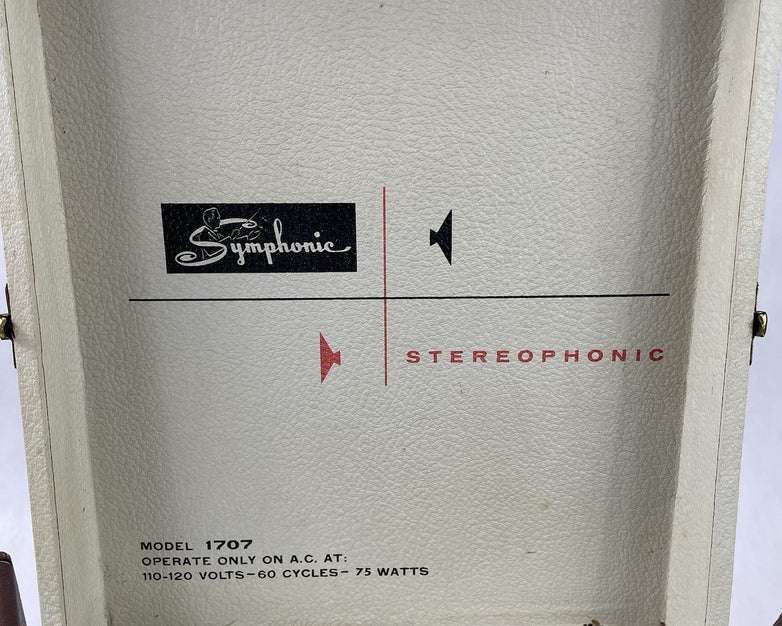 Symphonic
STEREOPHONIC
MODEL 1707
OPERATE ONLY ON A.C. AT:
110-120 VOLTS-60 CYCLES- 75 WATTS